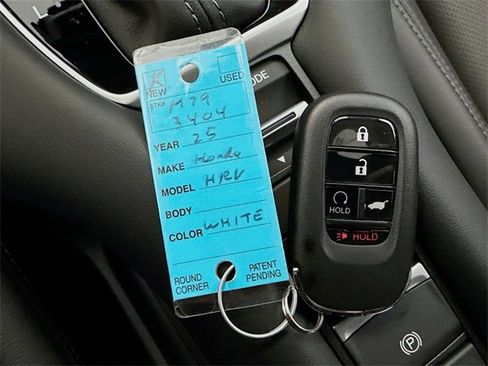 NEW USED
STK# M79
3404
YEAR 25
MAKE Honda
MODEL HRV
BODY
COLOR WHITE
ROUND CORNER
PATENT PENDING
ODE
HOLD
HOLD
P